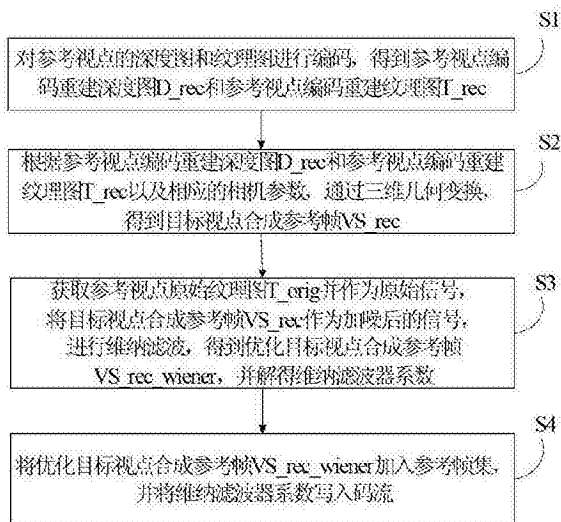 S1
对参考视点的深度图和纹理图进行编码，得到参考视点编
码重建深度图D_rec和参考视点编码重建纹理图T_rec
S2
根据参考视点编码重建深度图D_rec和参考视点编码重建
纹理图T_rec以及相应的相机参数，通过三维几何变换，
得到目标视点合成参考帧VS_rec
S3
获取参考视点原始纹理图T_orig并作为原始信号，
将目标视点合成参考帧VS_rec作为加噪后的信号，
进行维纳滤波，得到优化目标视点合成参考帧
VS_rec_wiener，并解得维纳滤波器系数
S4
将优化目标视点合成参考帧VS_rec_wiener加入参考帧集，
并将维纳滤波器系数写入码流